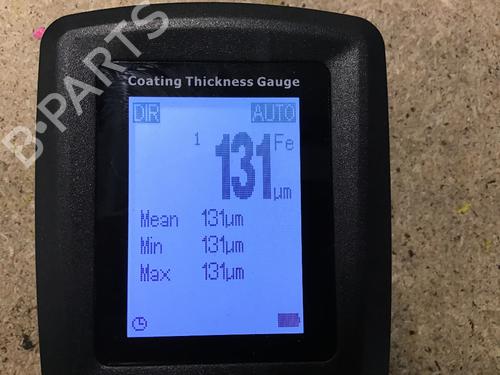 B-PARTS
Coating Thickness Gauge
DIR AUTO
1 131 Fe
µm
Mean 131µm
Min 131µm
Max 131µm